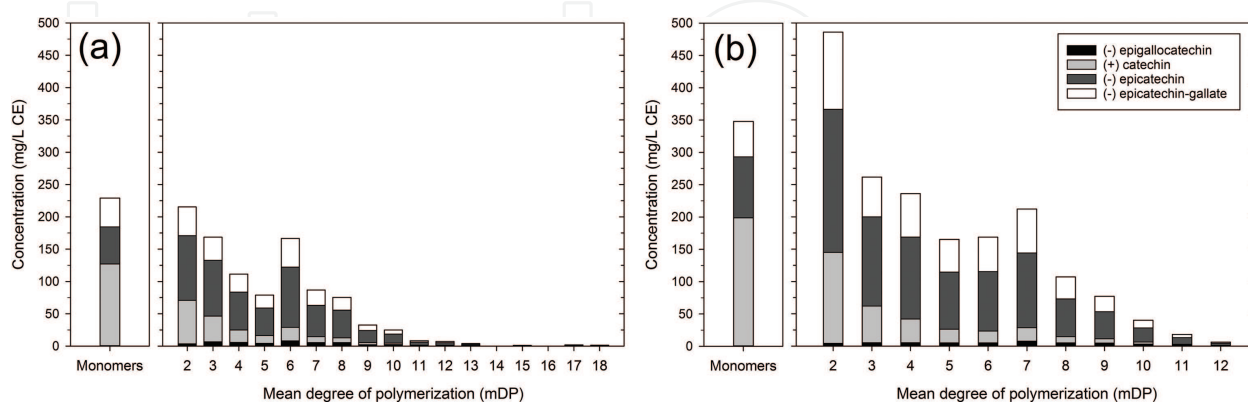 (a)
Concentration (mg/L CE)
500
450
400
350
300
250
200
150
100
50
0
Monomers
2 3 4 5 6 7 8 9 10 11 12 13 14 15 16 17 18
Mean degree of polymerization (mDP)
(b)
Concentration (mg/L CE)
500
450
400
350
300
250
200
150
100
50
0
Monomers
2 3 4 5 6 7 8 9 10 11 12
Mean degree of polymerization (mDP)
(-) epigallocatechin
(+) catechin
(-) epicatechin
(-) epicatechin-gallate